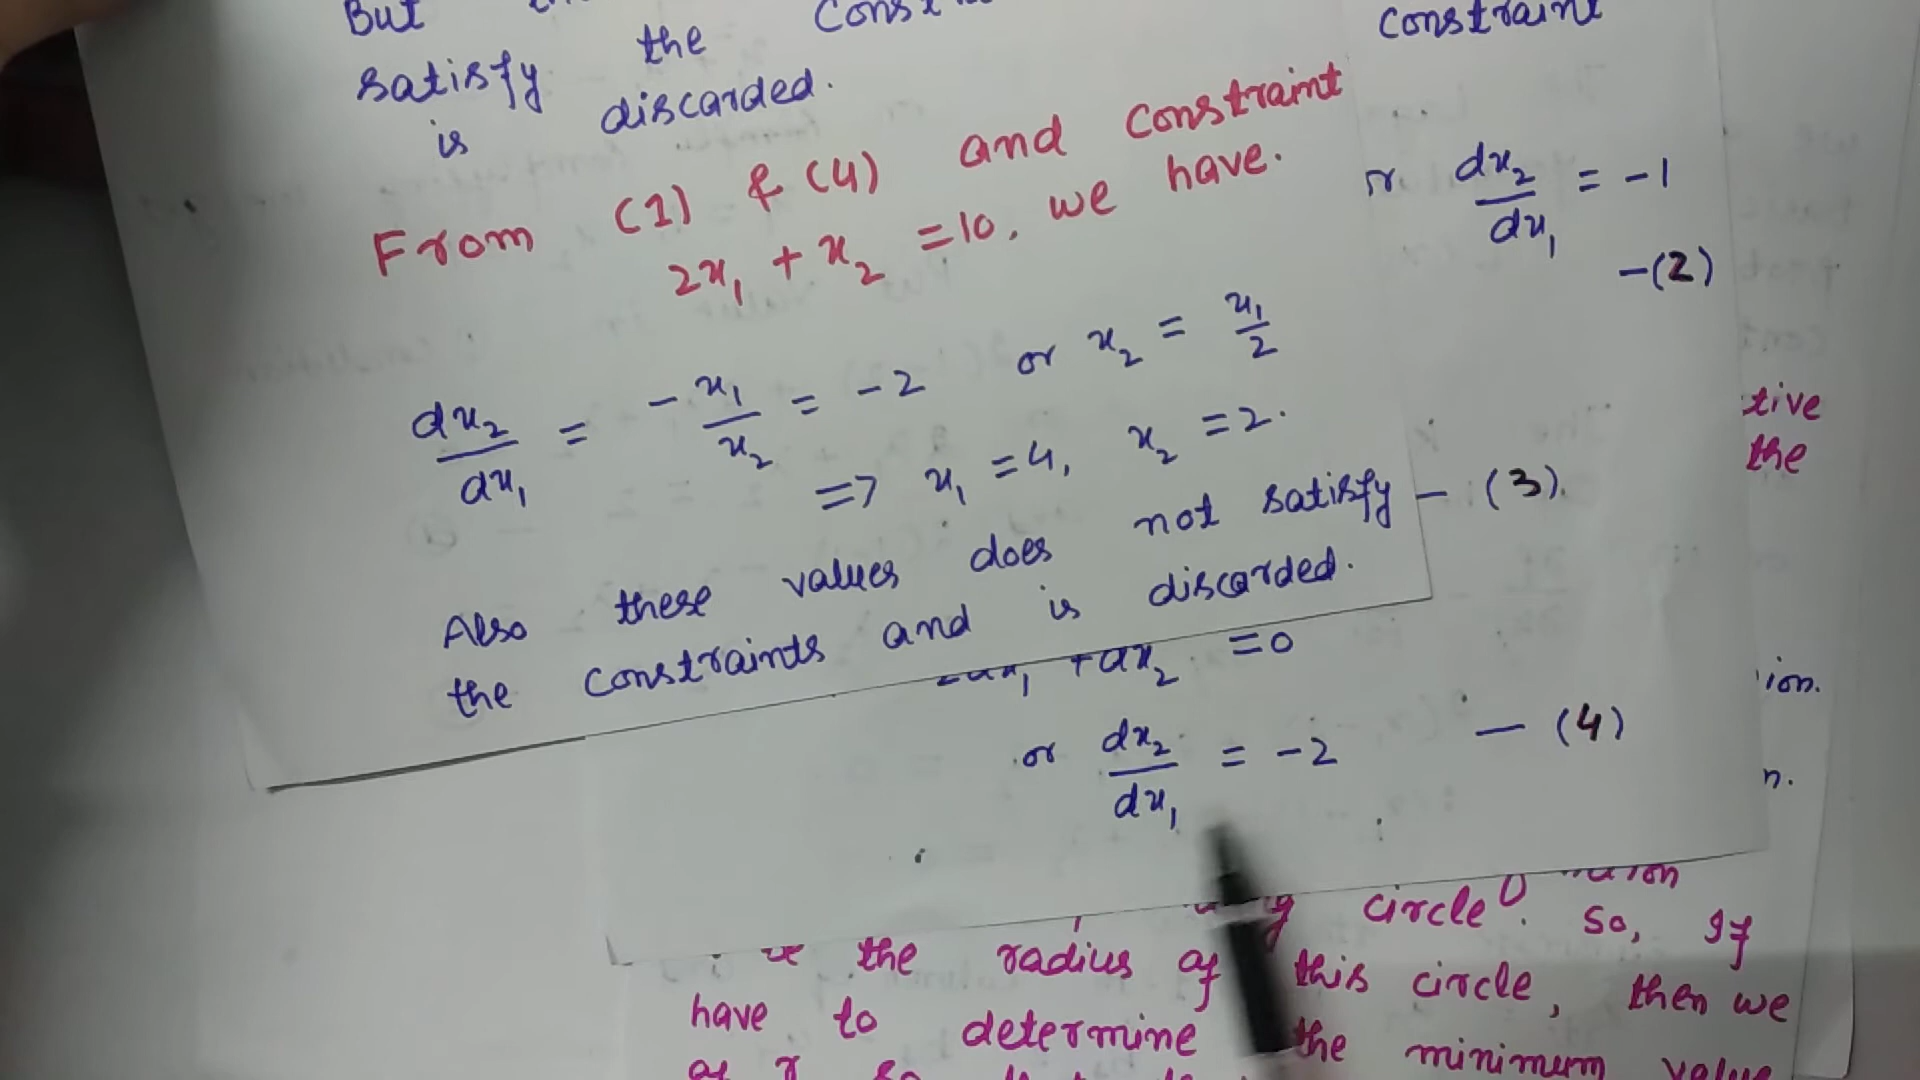 But
satisfy the
is discarded.
From (1) & (4) and constraint
2x₁ + x₂ = 10, we have.
dx₂/dx₁ = -x₁/x₂ = -2 or x₂ = x₁/2
=> x₁ = 4, x₂ = 2.
Also these values does not satisfy
the constraints and is discarded.
constraint
dx₂/dx₁ = -1
-(2)
- (3).
+dx₂ = 0
or dx₂/dx₁ = -2 - (4)
tive
the
ion.
n.
circle. So, If
the radius of this circle, then we
have to determine the minimum value